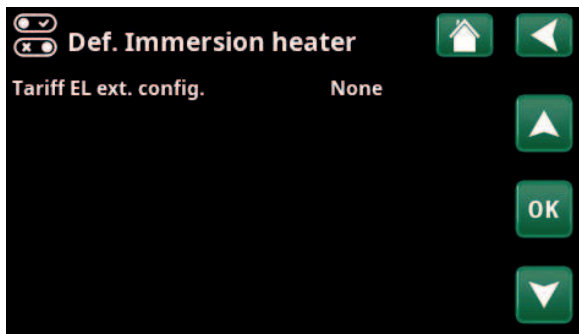 Def. Immersion heater
Tariff EL ext. config. None
OK